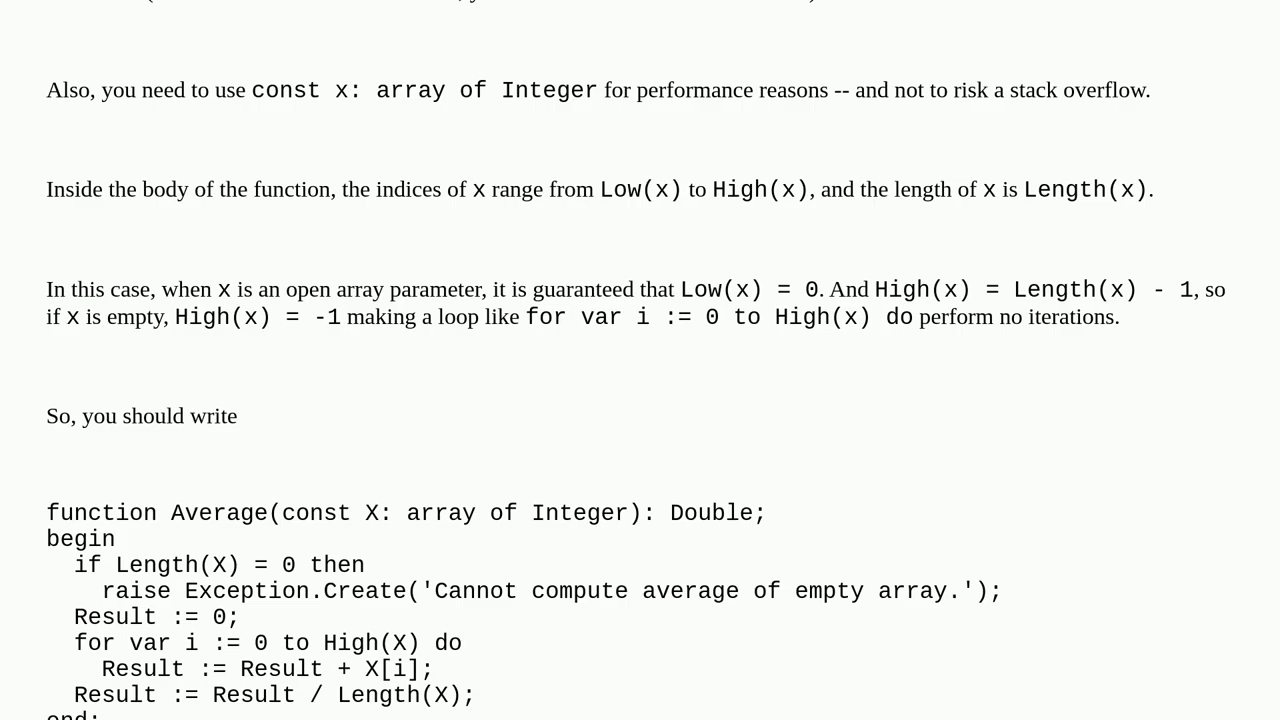 Also, you need to use const x: array of Integer for performance reasons -- and not to risk a stack overflow.
Inside the body of the function, the indices of x range from Low(x) to High(x), and the length of x is Length(x).
In this case, when x is an open array parameter, it is guaranteed that Low(x) = 0. And High(x) = Length(x) - 1, so
if x is empty, High(x) = -1 making a loop like for var i := 0 to High(x) do perform no iterations.
So, you should write
function Average(const X: array of Integer): Double;
begin
  if Length(X) = 0 then
    raise Exception.Create('Cannot compute average of empty array.');
  Result := 0;
  for var i := 0 to High(X) do
    Result := Result + X[i];
  Result := Result / Length(X);
end;